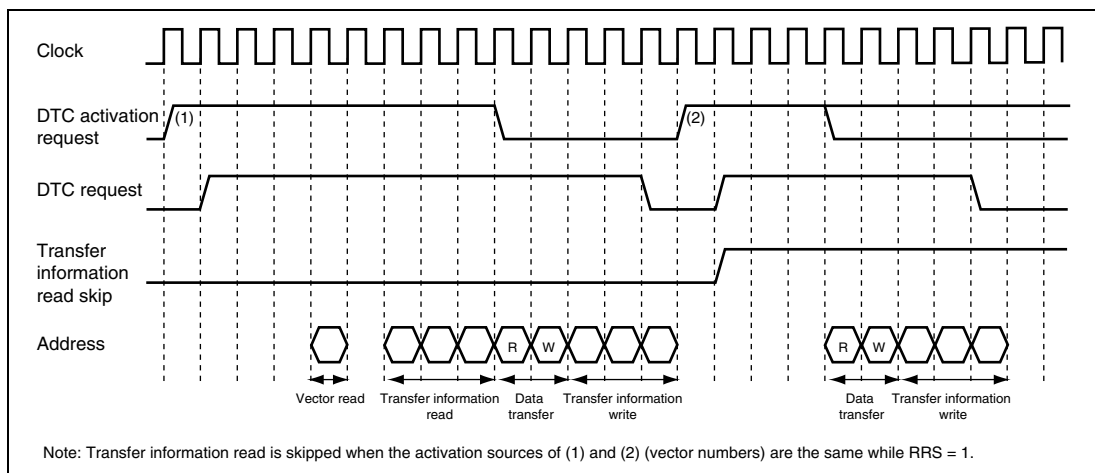 Clock
DTC activation
request
(1)
(2)
DTC request
Transfer
information
read skip
Address
R
W
R
W
Vector read
Transfer information
read
Data
transfer
Transfer information
write
Data
transfer
Transfer information
write
Note: Transfer information read is skipped when the activation sources of (1) and (2) (vector numbers) are the same while RRS = 1.